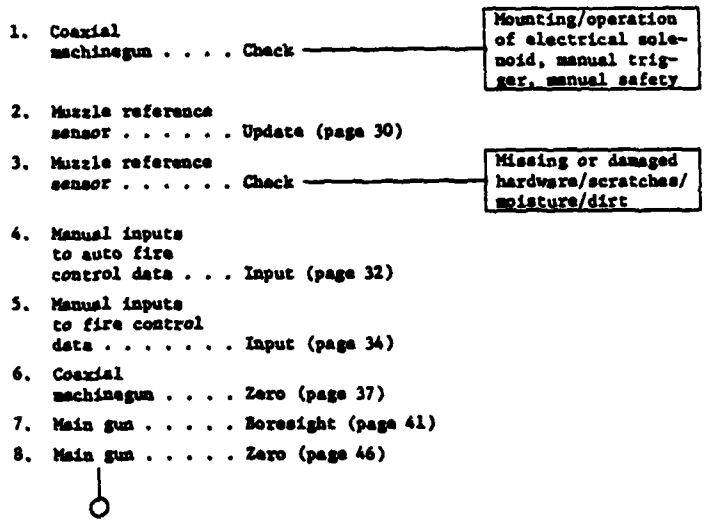 1. Coaxial
machinegun . . . . Check
Mounting/operation
of electrical sole-
noid, manual trig-
ger, manual safety
2. Muzzle reference
sensor . . . . . . Update (page 30)
3. Muzzle reference
sensor . . . . . . Check
Missing or damaged
hardware/scratches/
moisture/dirt
4. Manual inputs
to auto fire
control data . . . Input (page 32)
5. Manual inputs
to fire control
data . . . . . . . Input (page 34)
6. Coaxial
machinegun . . . . Zero (page 37)
7. Main gun . . . . . Boresight (page 41)
8. Main gun . . . . . Zero (page 46)